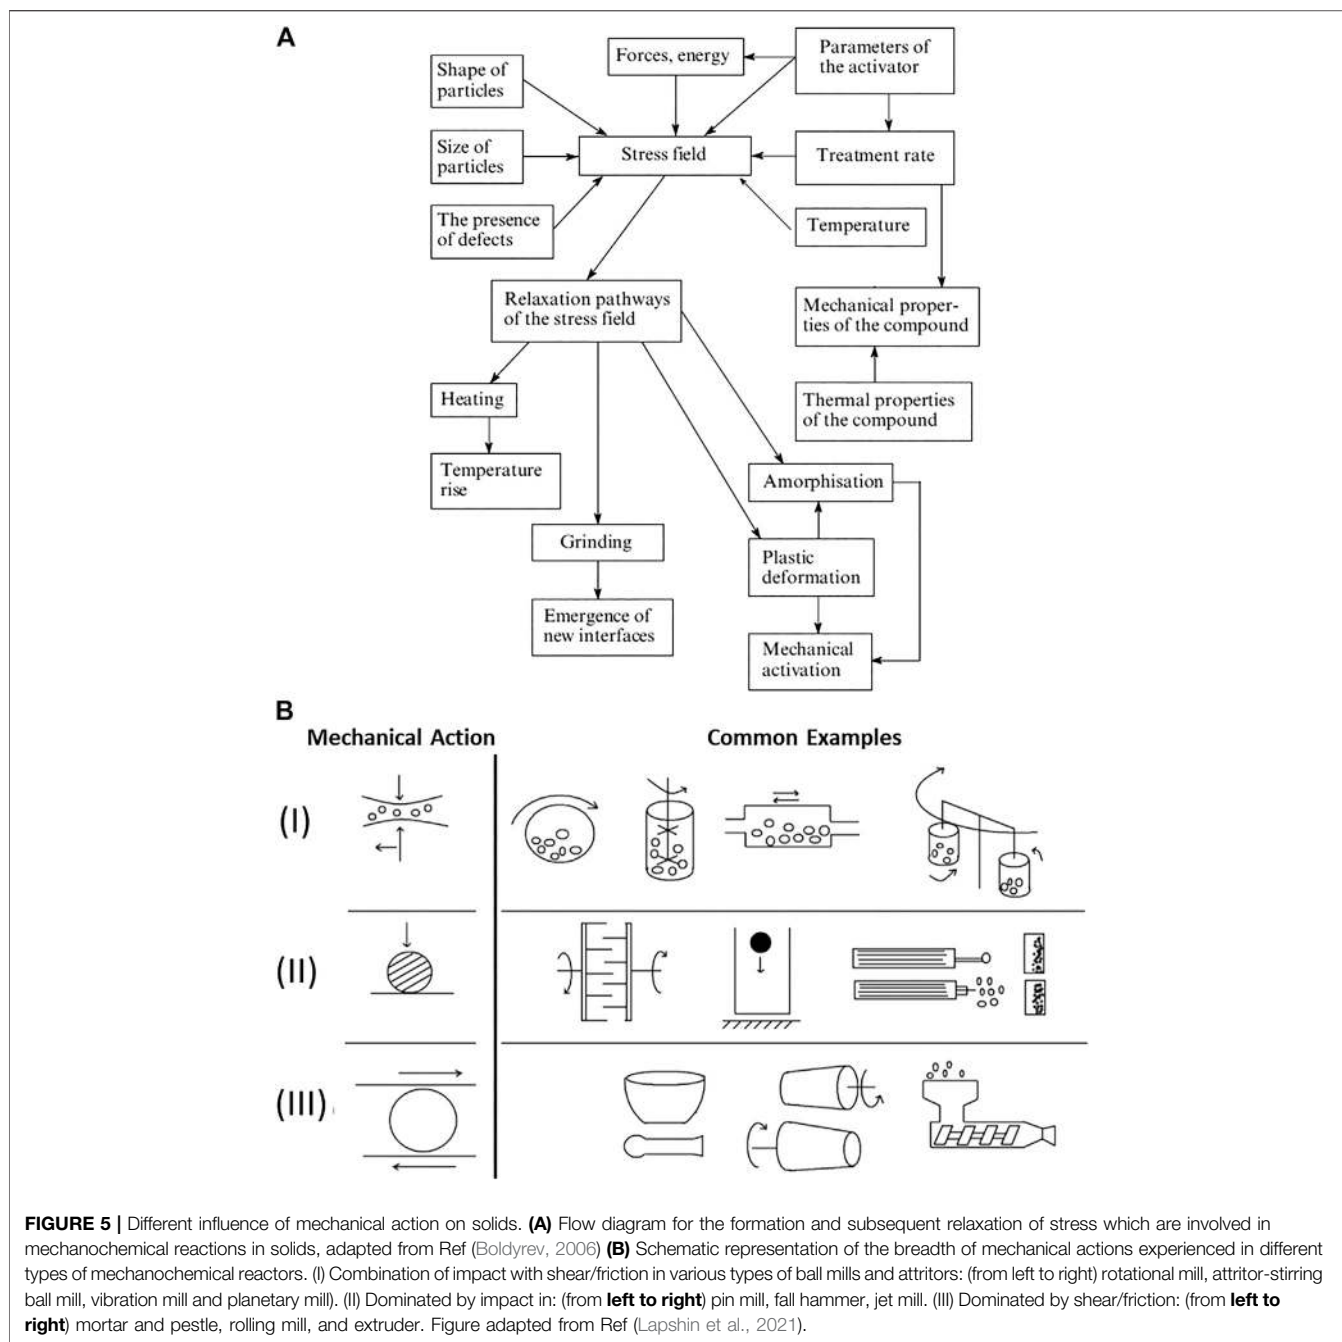 A
Forces, energy
Parameters of
the activator
Shape of
particles
Size of
particles
Stress field
Treatment rate
The presence
of defects
Temperature
Relaxation pathways
of the stress field
Mechanical proper-
ties of the compound
Heating
Thermal properties
of the compound
Temperature
rise
Amorphisation
Grinding
Plastic
deformation
Emergence of
new interfaces
Mechanical
activation
B
Mechanical Action
Common Examples
(I)
(II)
(III)
FIGURE 5 | Different influence of mechanical action on solids. (A) Flow diagram for the formation and subsequent relaxation of stress which are involved in
mechanochemical reactions in solids, adapted from Ref (Boldyrev, 2006) (B) Schematic representation of the breadth of mechanical actions experienced in different
types of mechanochemical reactors. (I) Combination of impact with shear/friction in various types of ball mills and attritors: (from left to right) rotational mill, attritor-stirring
ball mill, vibration mill and planetary mill). (II) Dominated by impact in: (from left to right) pin mill, fall hammer, jet mill. (III) Dominated by shear/friction: (from left to
right) mortar and pestle, rolling mill, and extruder. Figure adapted from Ref (Lapshin et al., 2021).